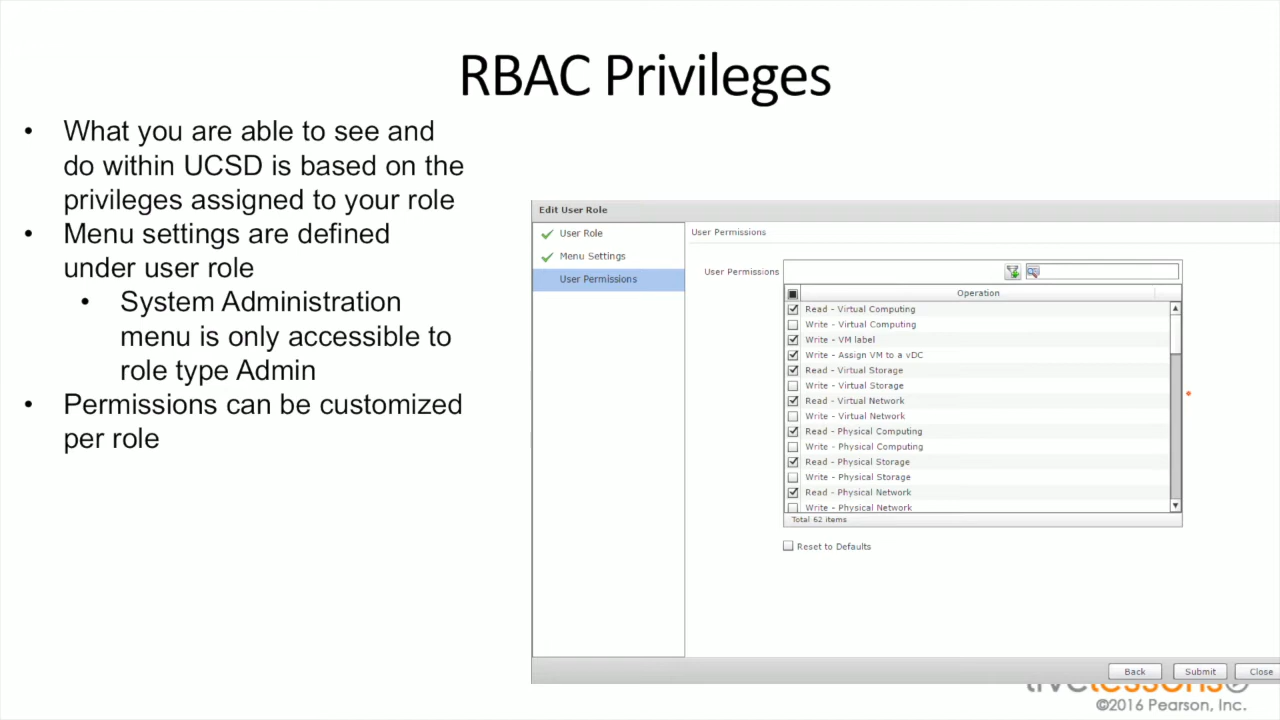 RBAC Privileges
• What you are able to see and
do within UCSD is based on the
privileges assigned to your role
• Menu settings are defined
under user role
• System Administration
menu is only accessible to
role type Admin
• Permissions can be customized
per role
Edit User Role
User Role
Menu Settings
User Permissions
User Permissions
User Permissions
Operation
Read - Virtual Computing
Write - Virtual Computing
Write - VM label
Write - Assign VM to a vDC
Read - Virtual Storage
Write - Virtual Storage
Read - Virtual Network
Write - Virtual Network
Read - Physical Computing
Write - Physical Computing
Read - Physical Storage
Write - Physical Storage
Read - Physical Network
Write - Physical Network
Total 62 items
Reset to Defaults
Back Submit Close
livelessons
©2016 Pearson, Inc.